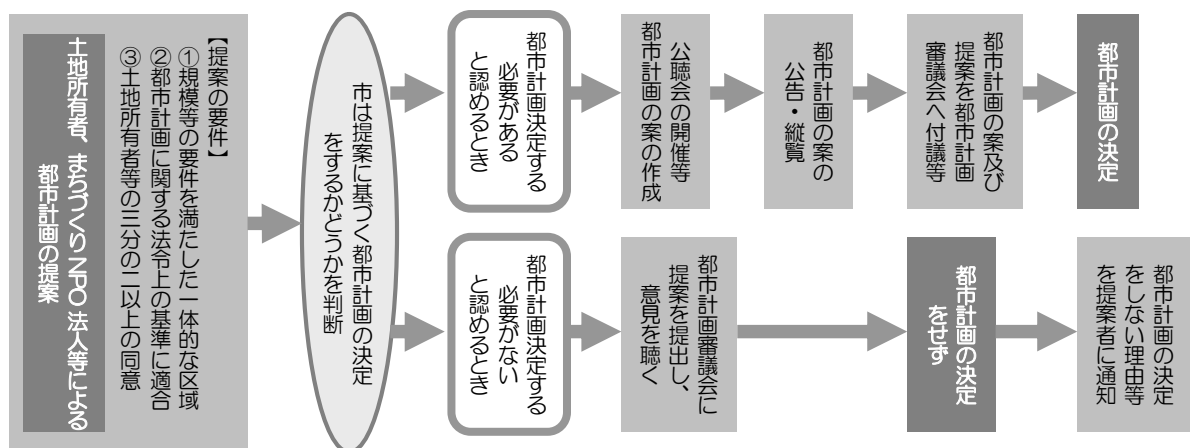 土地所有者、まちづくりNPO法人等による
都市計画の提案
【提案の要件】
①規模等の要件を満たした一体的な区域
②都市計画に関する法令上の基準に適合
③土地所有者等の三分の二以上の同意
市は提案に基づく都市計画の決定
をするかどうかを判断
都市計画決定する
必要がある
と認めるとき
公聴会の開催等
都市計画の案の作成
都市計画の案の
公告・縦覧
都市計画の案及び
提案を都市計画
審議会へ付議等
都市計画の決定
都市計画決定する
必要がない
と認めるとき
都市計画審議会に
提案を提出し、
意見を聴く
都市計画の決定
をせず
都市計画の決定
をしない理由等
を提案者に通知